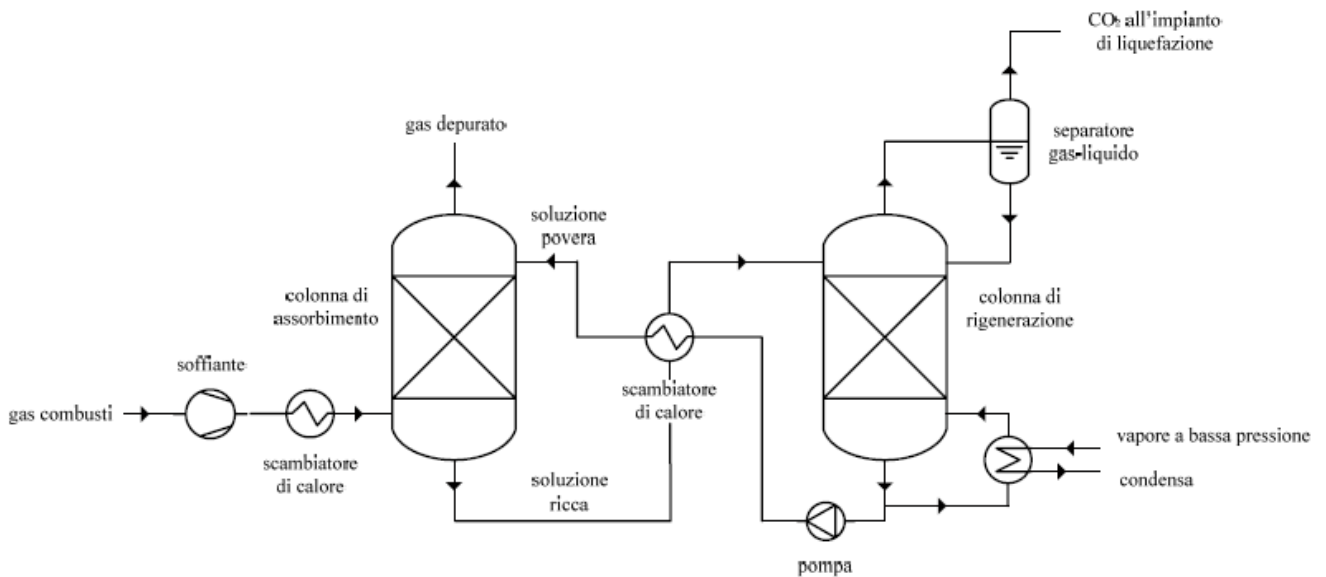 CO₂ all'impianto
di liquefazione
gas depurato
separatore
gas-liquido
soluzione
povera
colonna di
assorbimento
colonna di
rigenerazione
soffiante
scambiatore
di calore
gas combusti
vapore a bassa pressione
scambiatore
di calore
soluzione
ricca
condensa
pompa